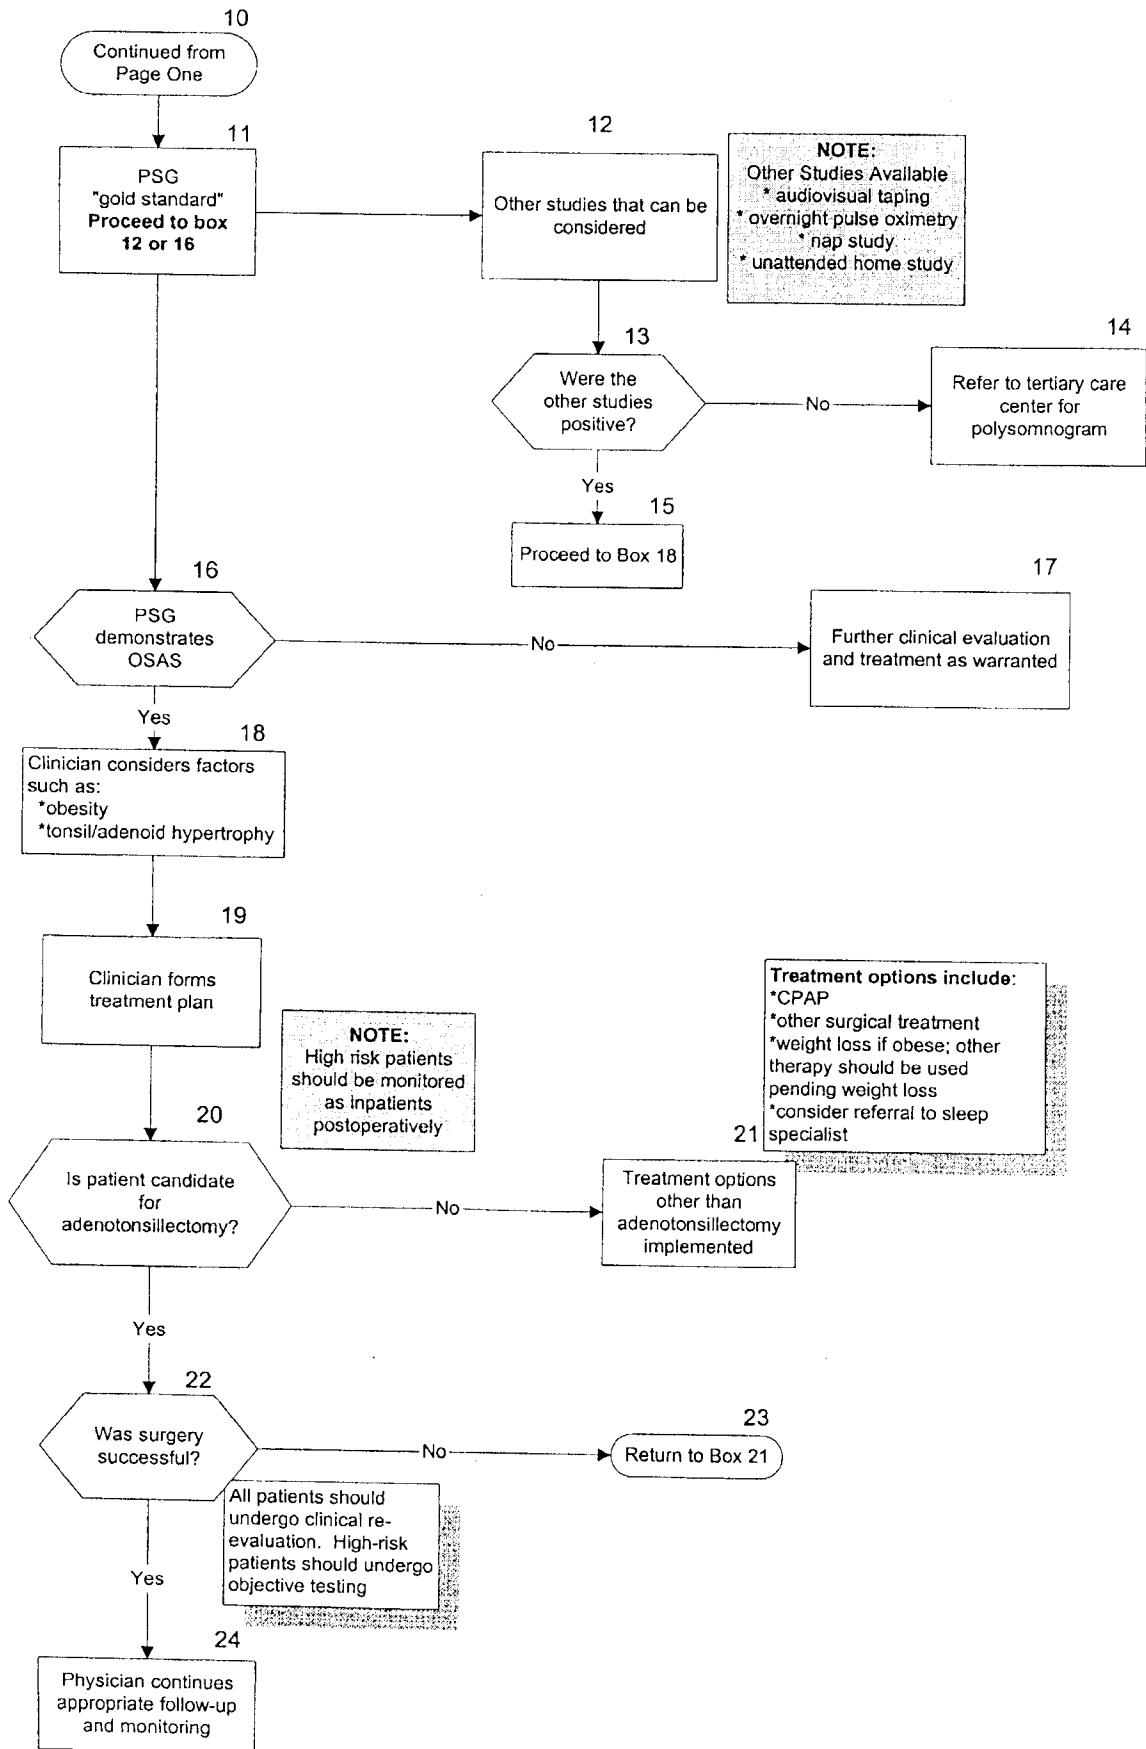 10
Continued from
Page One
11
PSG
"gold standard"
Proceed to box
12 or 16
12
Other studies that can be
considered
NOTE:
Other Studies Available
* audiovisual taping
* overnight pulse oximetry
* nap study
* unattended home study
13
Were the
other studies
positive?
No
14
Refer to tertiary care
center for
polysomnogram
Yes
15
Proceed to Box 18
16
PSG
demonstrates
OSAS
No
17
Further clinical evaluation
and treatment as warranted
Yes
18
Clinician considers factors
such as:
*obesity
*tonsil/adenoid hypertrophy
19
Clinician forms
treatment plan
NOTE:
High risk patients
should be monitored
as inpatients
postoperatively
Treatment options include:
*CPAP
*other surgical treatment
*weight loss if obese; other
therapy should be used
pending weight loss
*consider referral to sleep
specialist
20
Is patient candidate
for
adenotonsillectomy?
No
21
Treatment options
other than
adenotonsillectomy
implemented
Yes
22
Was surgery
successful?
No
23
Return to Box 21
All patients should
undergo clinical re-
evaluation. High-risk
patients should undergo
objective testing
Yes
24
Physician continues
appropriate follow-up
and monitoring